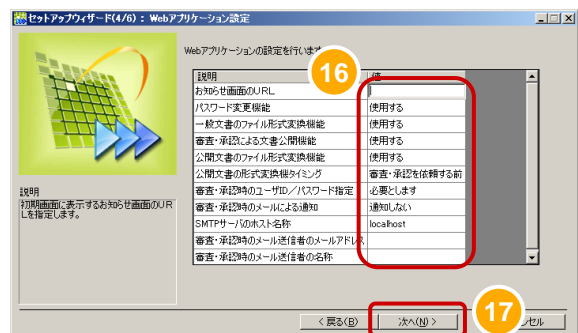 セットアップウィザード(4/6) : Webアプリケーション設定
Webアプリケーションの設定を行います
16
説明 値
お知らせ画面のURL
パスワード変更機能 使用する
一般文書のファイル形式変換機能 使用する
審査・承認による文書公開機能 使用する
公開文書のファイル形式変換機能 使用する
公開文書の形式変換機タイミング 審査・承認を依頼する前
審査・承認時のユーザID/パスワード指定 必要とします
審査・承認時のメールによる通知 通知しない
SMTPサーバのホスト名称 localhost
審査・承認時のメール送信者のメールアドレス
審査・承認時のメール送信者の名称
説明
初期画面に表示するお知らせ画面のUR
Lを指定します。
< 戻る(B) 次へ(N) > 17 ンセル